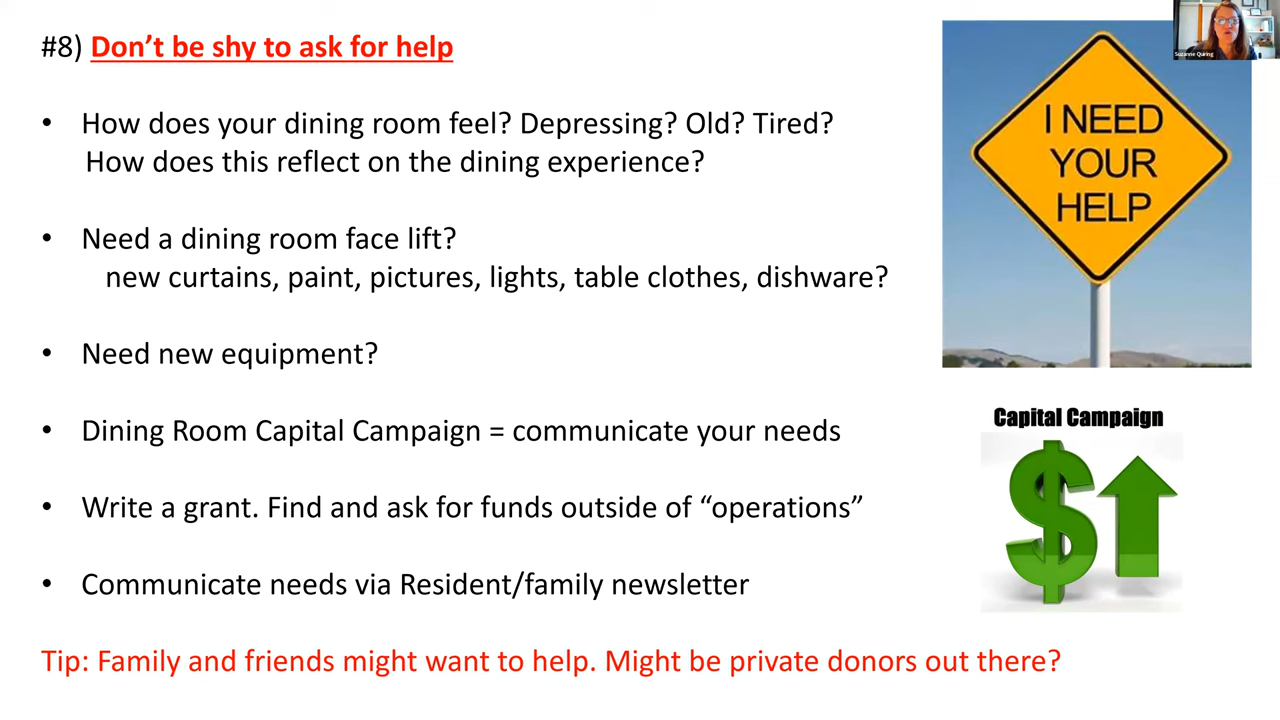 #8) Don’t be shy to ask for help
• How does your dining room feel? Depressing? Old? Tired?
How does this reflect on the dining experience?
• Need a dining room face lift?
new curtains, paint, pictures, lights, table clothes, dishware?
• Need new equipment?
• Dining Room Capital Campaign = communicate your needs
• Write a grant. Find and ask for funds outside of “operations”
• Communicate needs via Resident/family newsletter
Tip: Family and friends might want to help. Might be private donors out there?
I NEED
YOUR
HELP
Capital Campaign
Suzanne Quiring